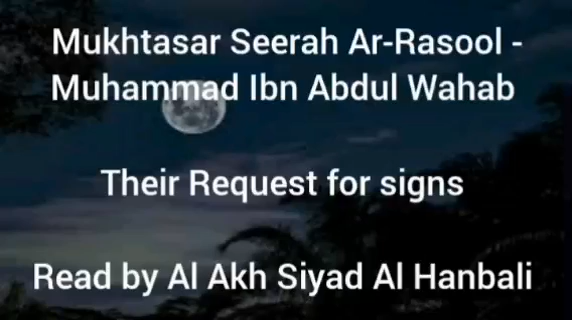 Mukhtasar Seerah Ar-Rasool -
Muhammad Ibn Abdul Wahab
Their Request for signs
Read by Al Akh Siyad Al Hanbali